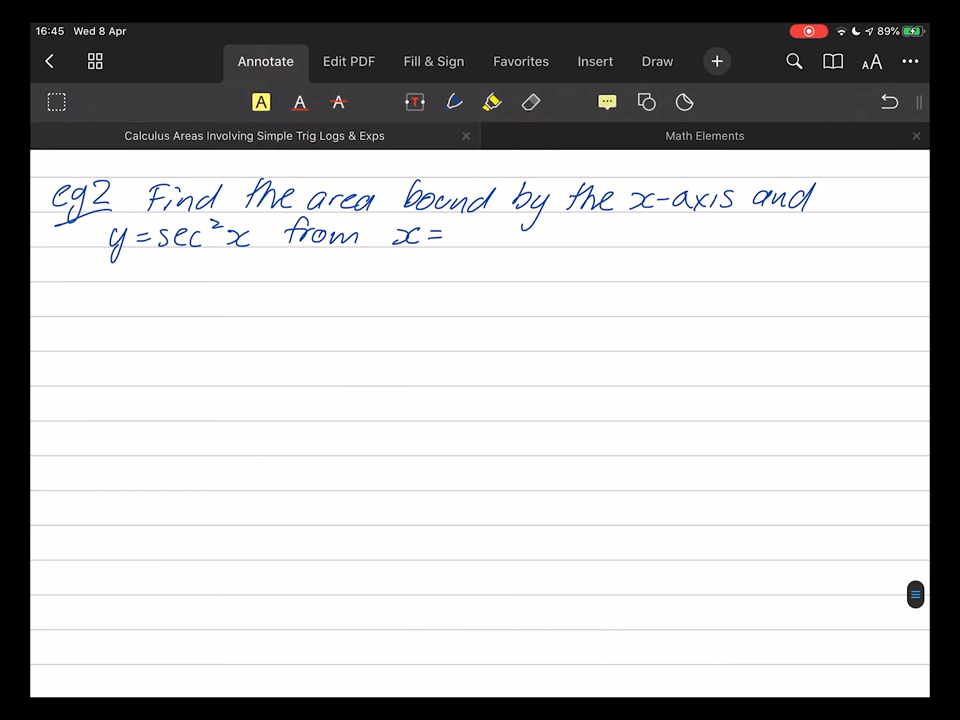 16:45 Wed 8 Apr 89%
Annotate Edit PDF Fill & Sign Favorites Insert Draw
Calculus Areas Involving Simple Trig Logs & Exps Math Elements
eg2 Find the area bound by the x-axis and
y=sec²x from x=